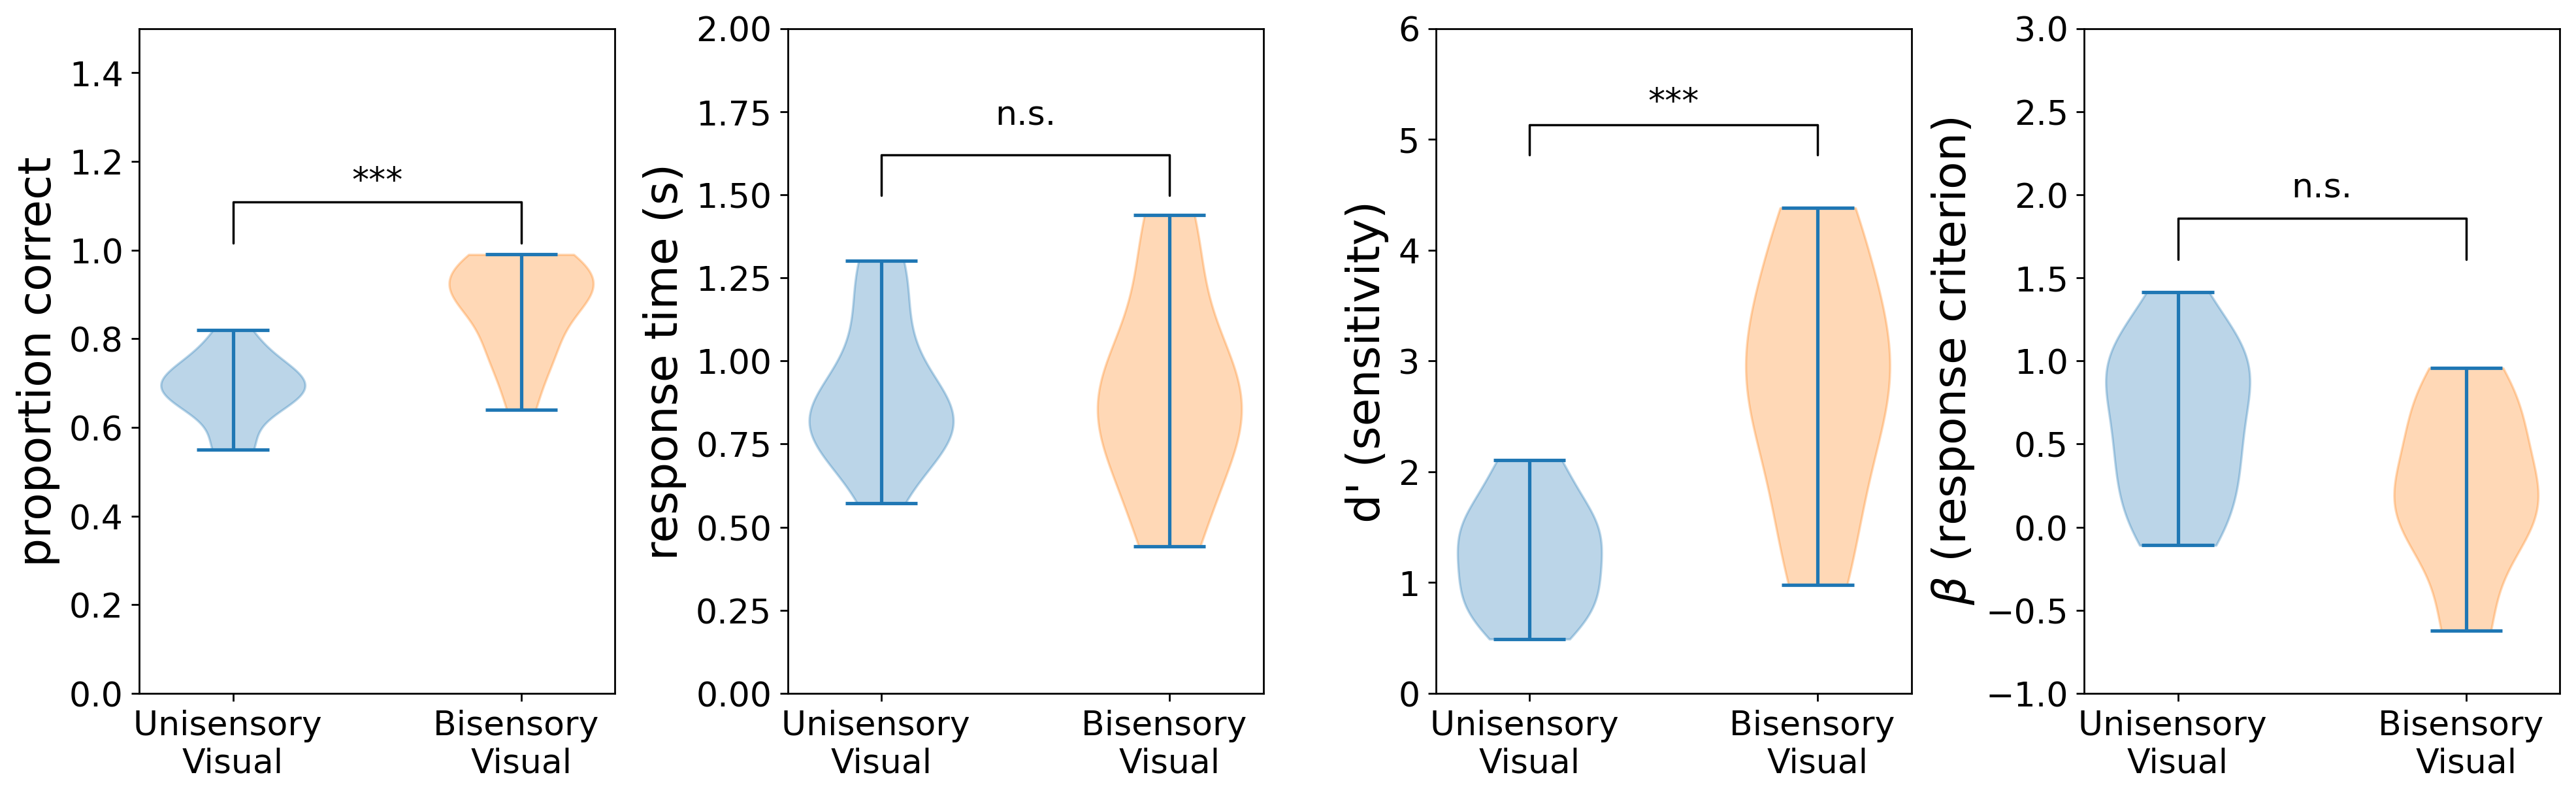 proportion correct
1.4
1.2
1.0
0.8
0.6
0.4
0.2
0.0
***
Unisensory
Visual
Bisensory
Visual
response time (s)
2.00
1.75
1.50
1.25
1.00
0.75
0.50
0.25
0.00
n.s.
Unisensory
Visual
Bisensory
Visual
d' (sensitivity)
6
5
4
3
2
1
0
***
Unisensory
Visual
Bisensory
Visual
β (response criterion)
3.0
2.5
2.0
1.5
1.0
0.5
0.0
−0.5
−1.0
n.s.
Unisensory
Visual
Bisensory
Visual